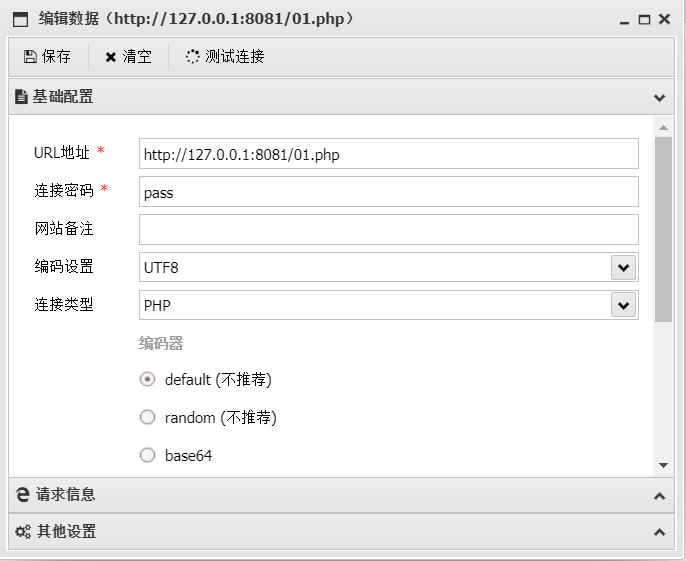 编辑数据（http://127.0.0.1:8081/01.php）
保存 清空 测试连接
基础配置
URL地址 * http://127.0.0.1:8081/01.php
连接密码 * pass
网站备注
编码设置 UTF8
连接类型 PHP
编码器
default (不推荐)
random (不推荐)
base64
请求信息
其他设置